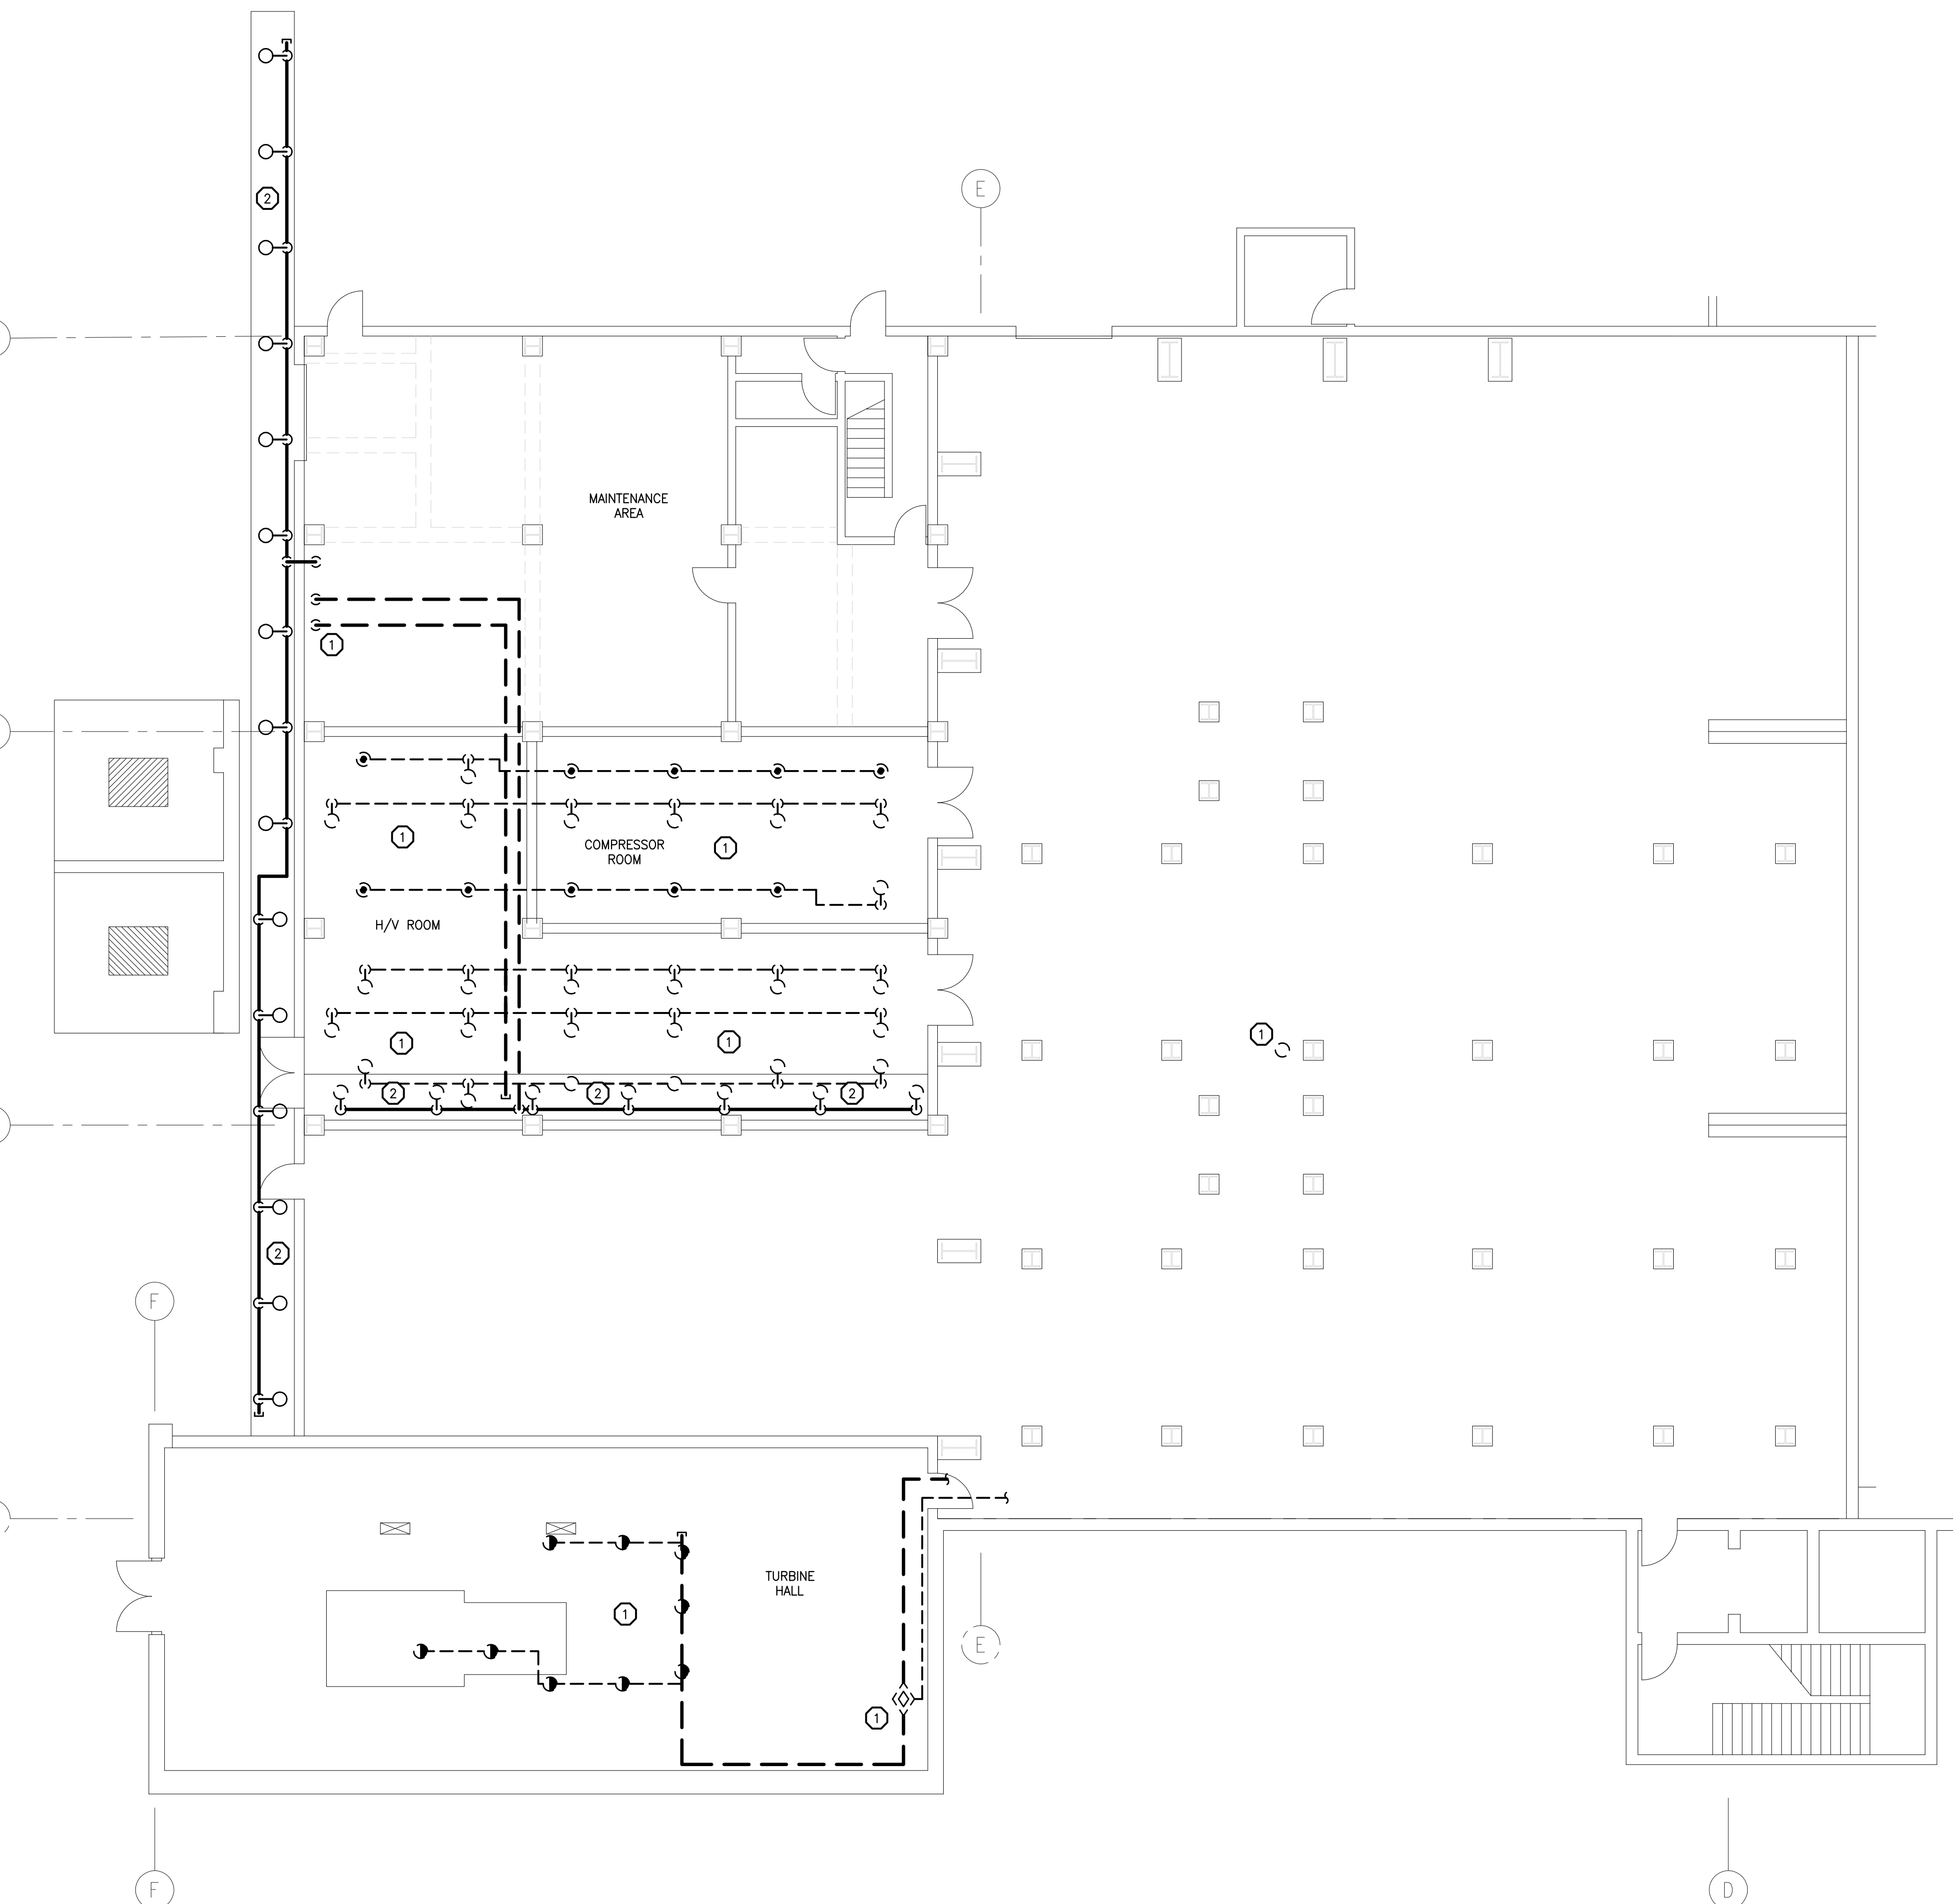 2
E
MAINTENANCE
AREA
1
1
COMPRESSOR
ROOM
1
H/V ROOM
1
1
1
2
2
2
2
F
TURBINE
HALL
1
E
1
F
D